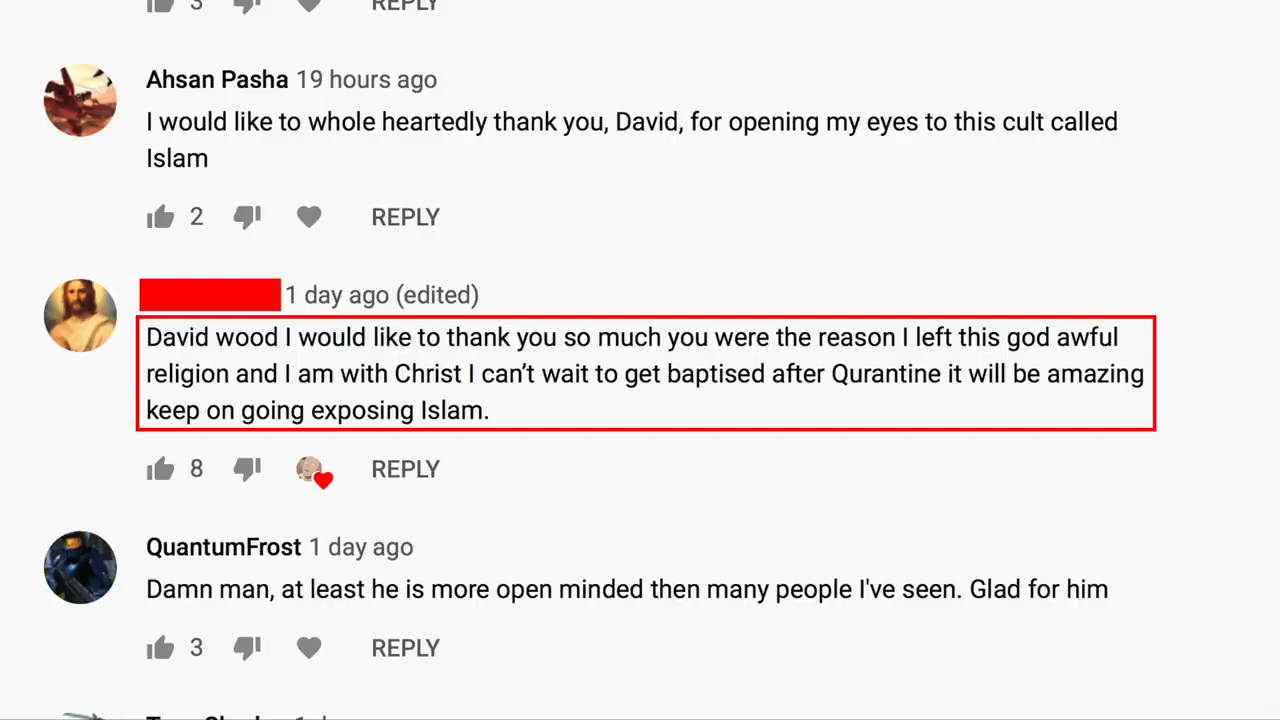 3 REPLY
Ahsan Pasha 19 hours ago
I would like to whole heartedly thank you, David, for opening my eyes to this cult called
Islam
2 REPLY
1 day ago (edited)
David wood I would like to thank you so much you were the reason I left this god awful
religion and I am with Christ I can’t wait to get baptised after Qurantine it will be amazing
keep on going exposing Islam.
8 REPLY
QuantumFrost 1 day ago
Damn man, at least he is more open minded then many people I've seen. Glad for him
3 REPLY